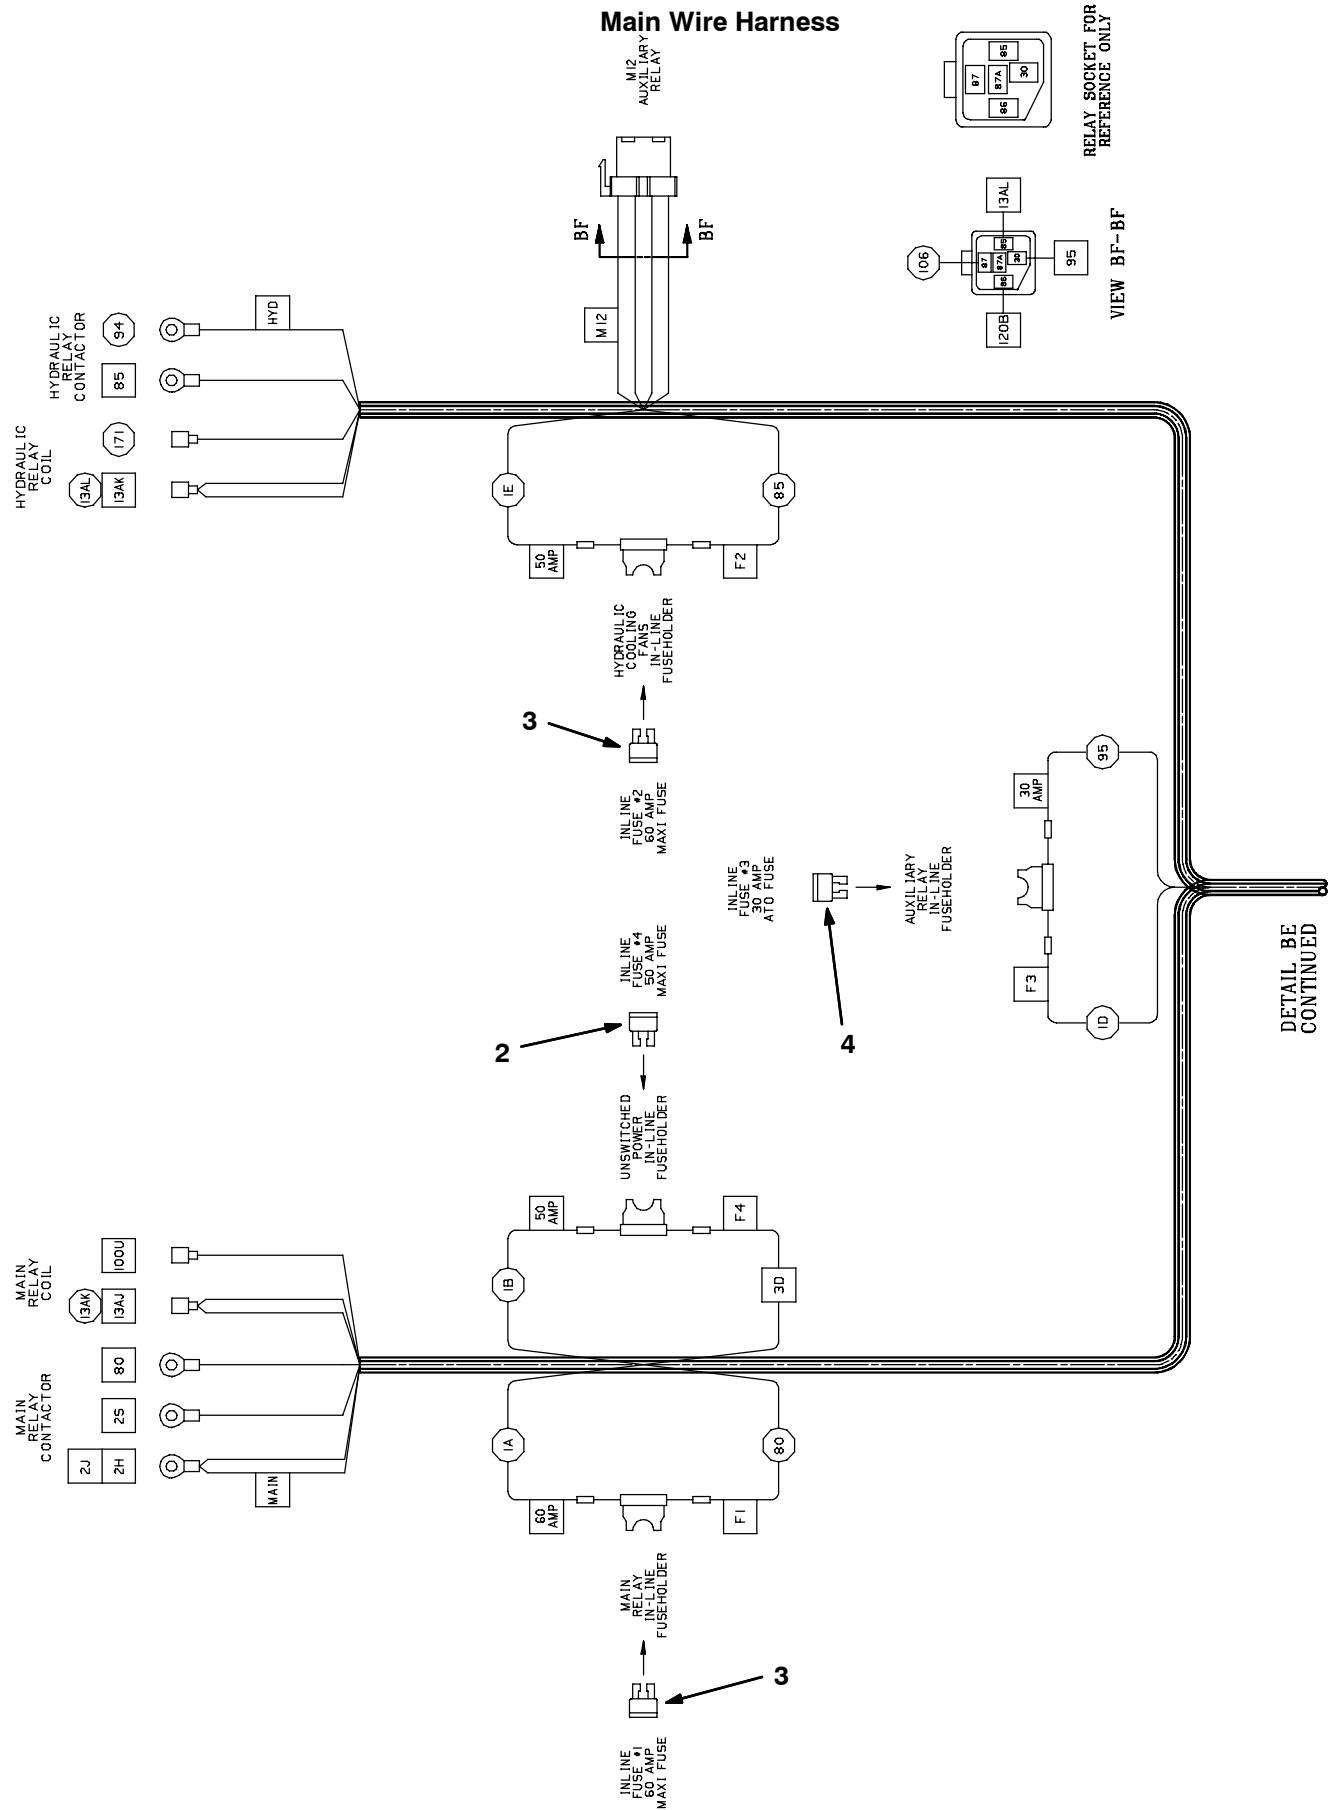 Main Wire Harness
M12
AUXILIARY
RELAY
RELAY SOCKET FOR
REFERENCE ONLY
85
87
87A
30
86
13AL
106
85
87
87A
30
86
95
120B
VIEW BF-BF
BF
BF
M12
HYDRAULIC
RELAY
CONTACTOR
94
85
HYD
HYDRAULIC
RELAY
COIL
171
13AL
13AK
1E
85
50
AMP
F2
HYDRAULIC
COOLING
FANS
IN-LINE
FUSEHOLDER
3
INLINE
FUSE #2
60 AMP
MAXI FUSE
INLINE
FUSE #3
30 AMP
ATO FUSE
AUXILIARY
RELAY
IN-LINE
FUSEHOLDER
4
95
30
AMP
F3
1D
DETAIL BE
CONTINUED
INLINE
FUSE #4
50 AMP
MAXI FUSE
2
UNSWITCHED
POWER
IN-LINE
FUSEHOLDER
50
AMP
F4
1B
3D
MAIN
RELAY
COIL
100U
13AK
13AJ
MAIN
RELAY
CONTACTOR
80
2S
2J
2H
MAIN
1A
80
60
AMP
F1
MAIN
RELAY
IN-LINE
FUSEHOLDER
3
INLINE
FUSE #1
60 AMP
MAXI FUSE